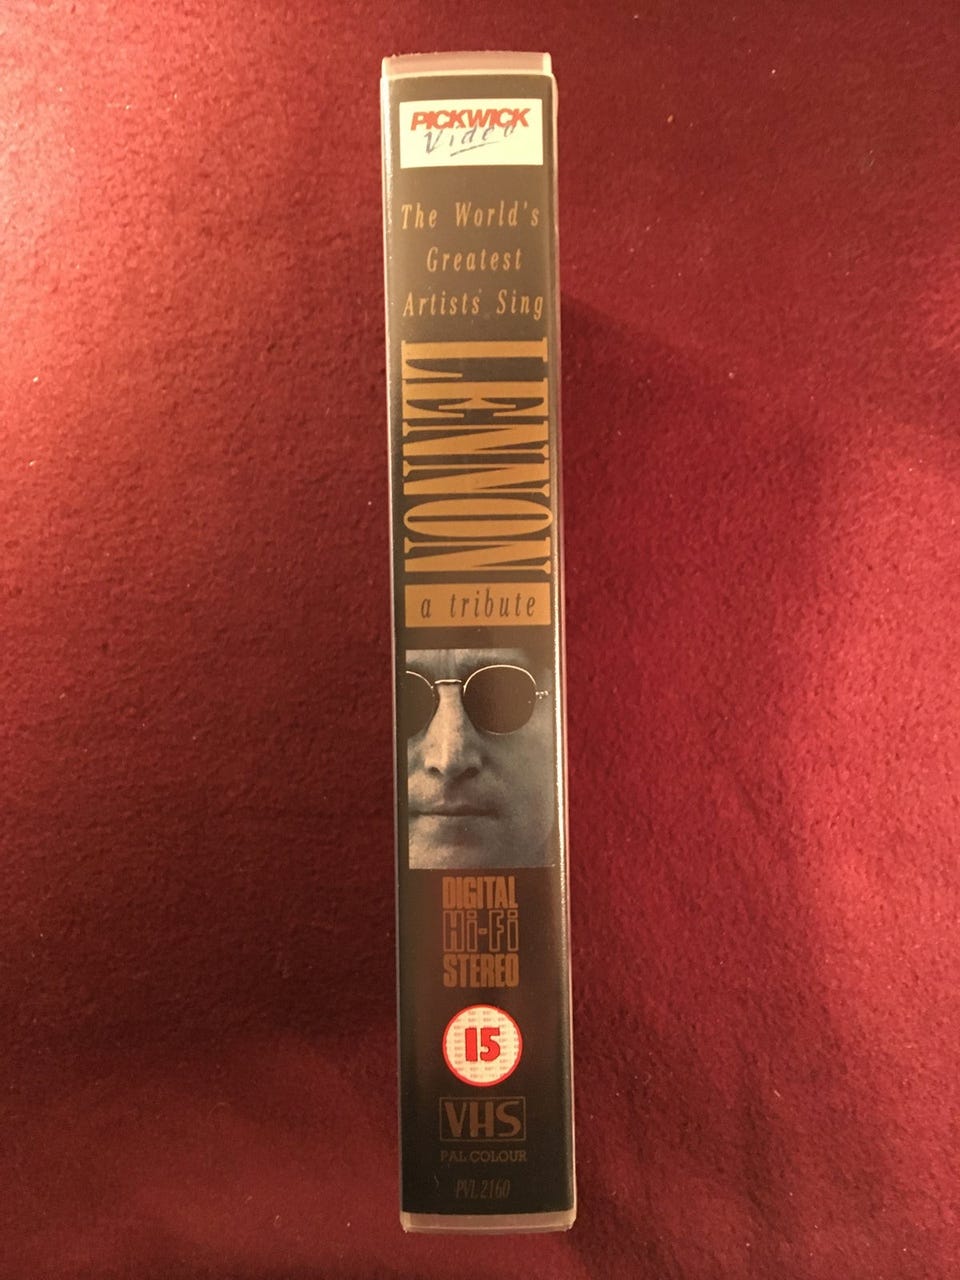 PICKWICK
Video
The World's
Greatest
Artists Sing
LENNON
a tribute
DIGITAL
Hi-Fi
STEREO
15
VHS
PAL COLOUR
PVL 2160